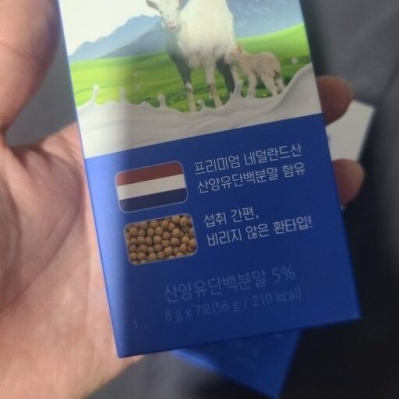 프리미엄 네덜란드산
산양유단백분말 함유
섭취 간편,
비리지 않은 환타입!
산양유단백분말 5%
8 g x 7포(56 g / 210 kcal)